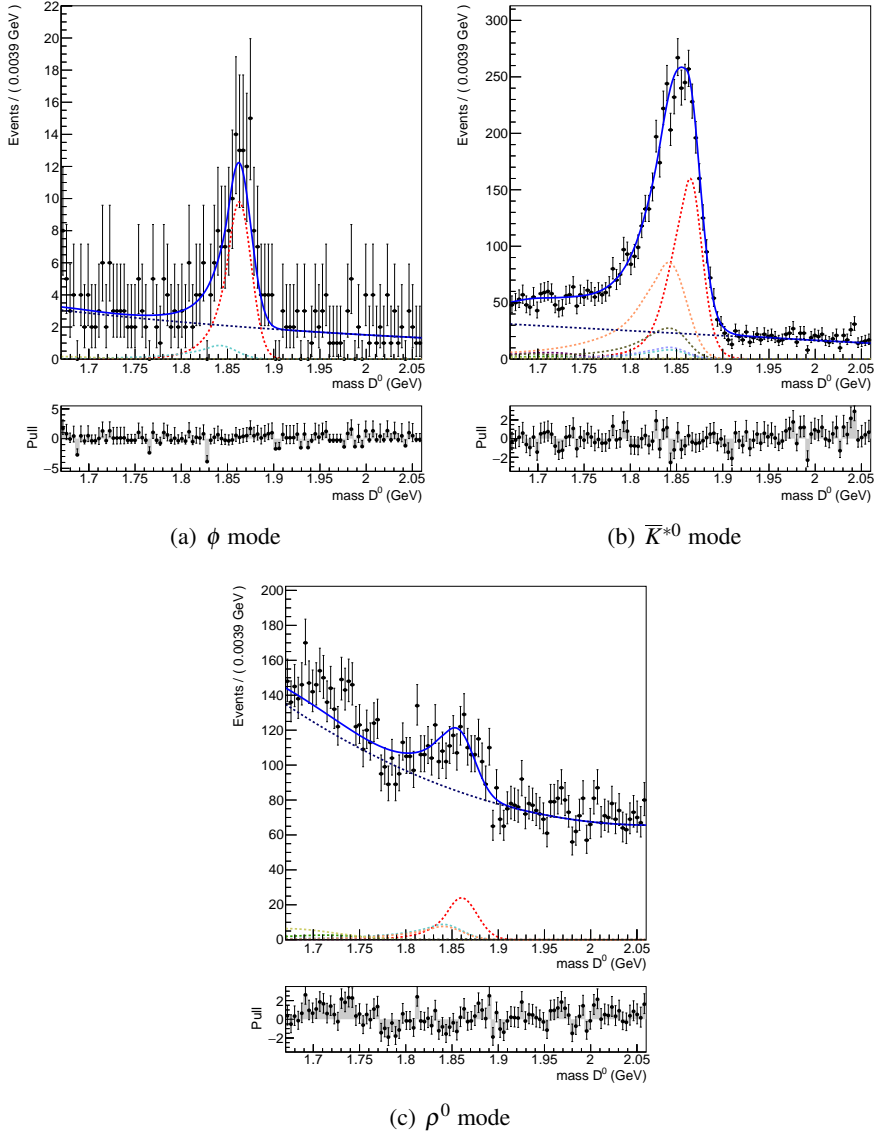 Events / ( 0.0039 GeV )
22
20
18
16
14
12
10
8
6
4
2
0
1.7 1.75 1.8 1.85 1.9 1.95 2 2.05
mass D⁰ (GeV)
Pull
5
0
−5
1.7 1.75 1.8 1.85 1.9 1.95 2 2.05
mass D⁰ (GeV)
(a) ϕ mode
Events / ( 0.0039 GeV )
300
250
200
150
100
50
0
1.7 1.75 1.8 1.85 1.9 1.95 2 2.05
mass D⁰ (GeV)
Pull
2
0
−2
1.7 1.75 1.8 1.85 1.9 1.95 2 2.05
mass D⁰ (GeV)
(b) K̅*⁰ mode
Events / ( 0.0039 GeV )
200
180
160
140
120
100
80
60
40
20
0
1.7 1.75 1.8 1.85 1.9 1.95 2 2.05
mass D⁰ (GeV)
Pull
2
0
−2
1.7 1.75 1.8 1.85 1.9 1.95 2 2.05
mass D⁰ (GeV)
(c) ρ⁰ mode